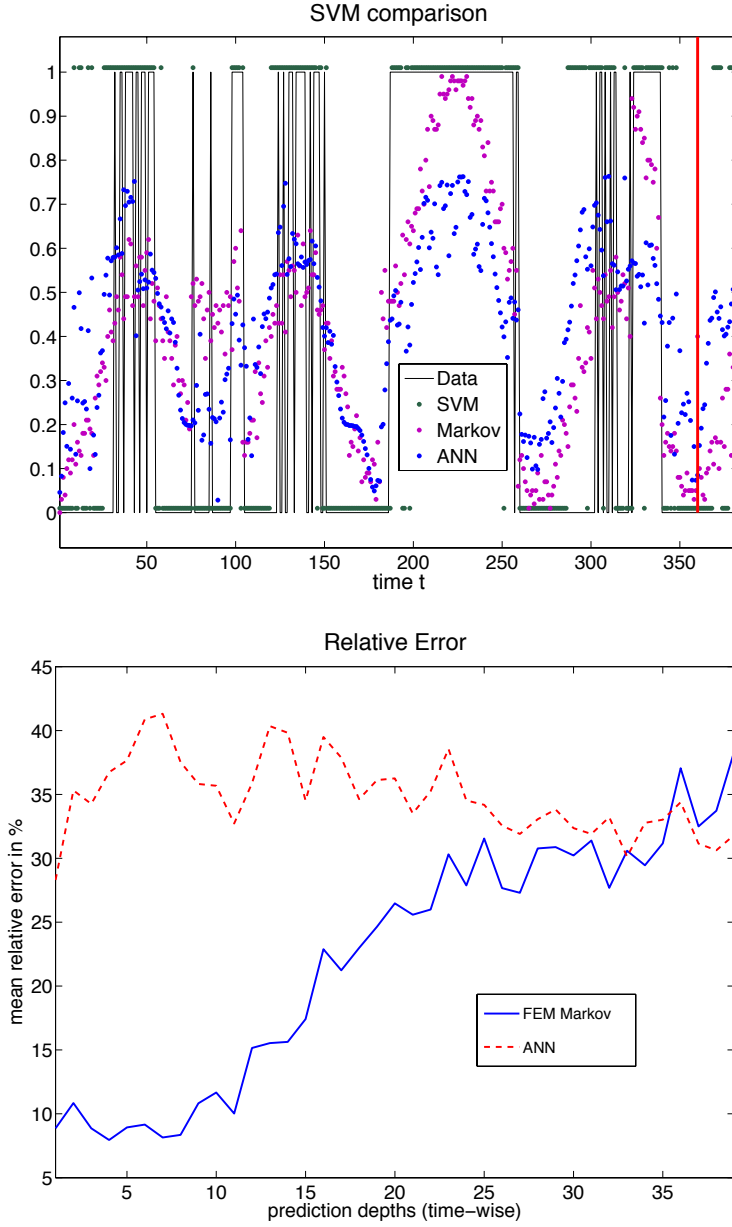 SVM comparison
1
0.9
0.8
0.7
0.6
0.5
0.4
0.3
0.2
0.1
0
Data
SVM
Markov
ANN
50 100 150 200 250 300 350
time t
Relative Error
45
40
35
30
25
20
15
10
5
mean relative error in %
FEM Markov
ANN
5 10 15 20 25 30 35
prediction depths (time-wise)